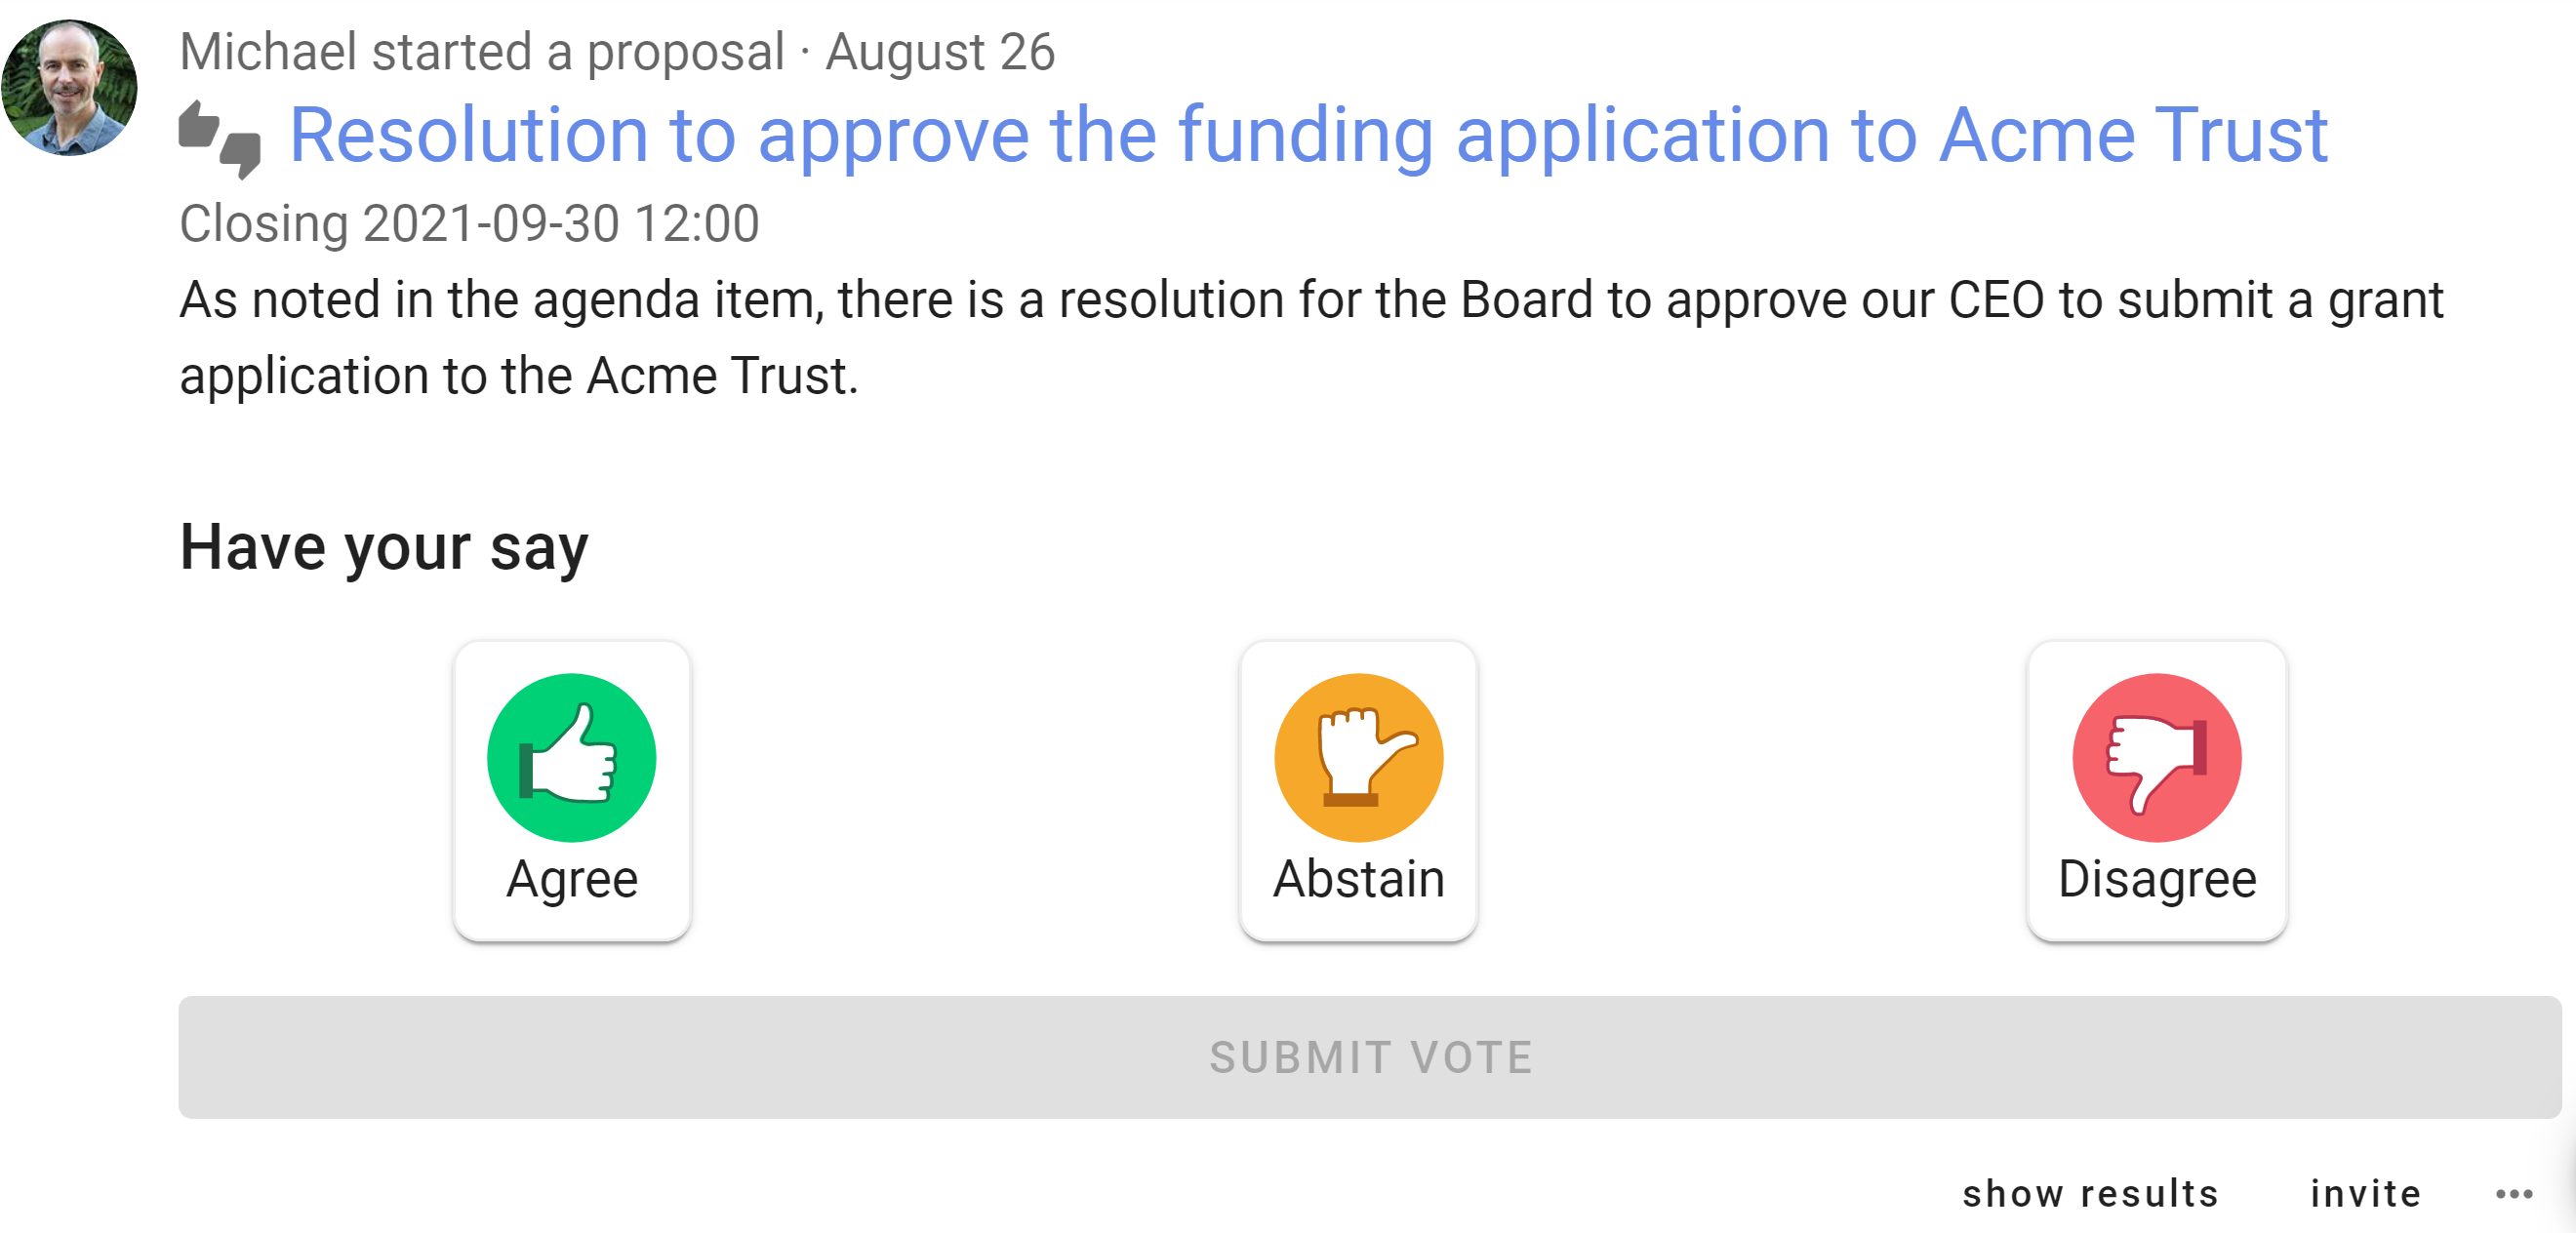 Michael started a proposal · August 26
Resolution to approve the funding application to Acme Trust
Closing 2021-09-30 12:00
As noted in the agenda item, there is a resolution for the Board to approve our CEO to submit a grant
application to the Acme Trust.
Have your say
Agree
Abstain
Disagree
SUBMIT VOTE
show results
invite